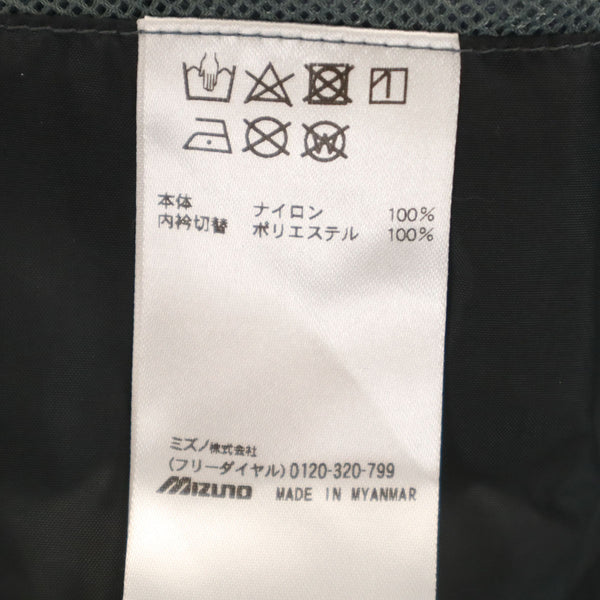 W
本体 ナイロン 100%
内衿切替 ポリエステル 100%
ミズノ株式会社
(フリーダイヤル) 0120-320-799
MIZUNO MADE IN MYANMAR